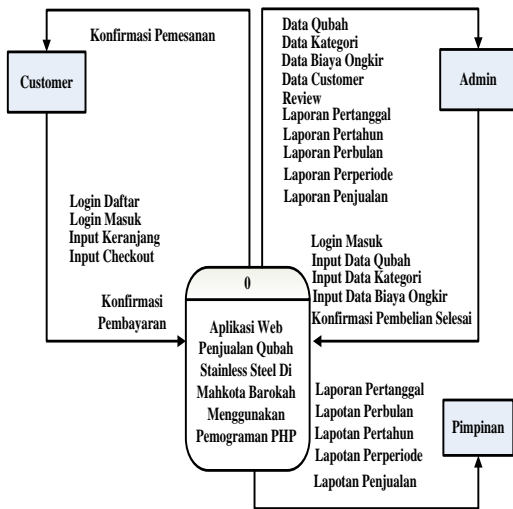 Konfirmasi Pemesanan
Customer
Data Qubah
Data Kategori
Data Biaya Ongkir
Data Customer
Review
Laporan Pertanggal
Laporan Pertahun
Laporan Perbulan
Laporan Perperiode
Laporan Penjualan
Admin
Login Daftar
Login Masuk
Input Keranjang
Input Checkout
Konfirmasi
Pembayaran
Login Masuk
Input Data Qubah
Input Data Kategori
Input Data Biaya Ongkir
Konfirmasi Pembelian Selesai
0
Aplikasi Web
Penjualan Qubah
Stainless Steel Di
Mahkota Barokah
Menggunakan
Pemograman PHP
Laporan Pertanggal
Lapotan Perbulan
Lapotan Pertahun
Lapotan Perperiode
Lapotan Penjualan
Pimpinan